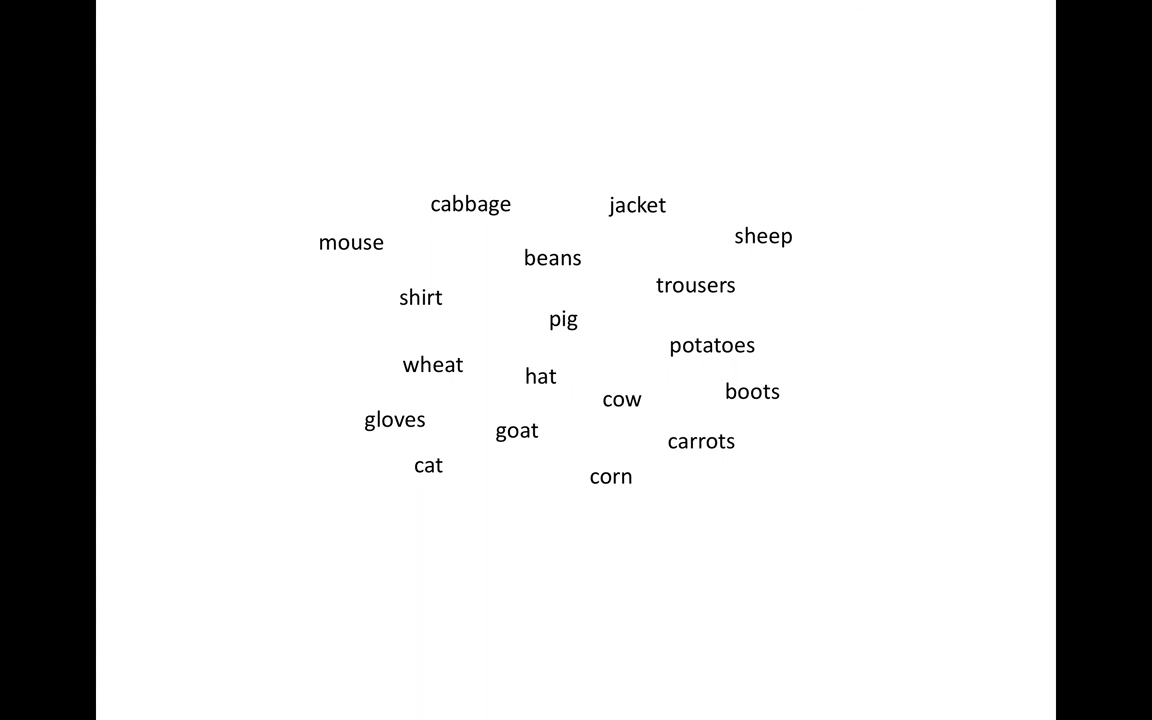 cabbage
jacket
mouse
sheep
beans
trousers
shirt
pig
potatoes
wheat
hat
boots
cow
gloves
goat
carrots
cat
corn